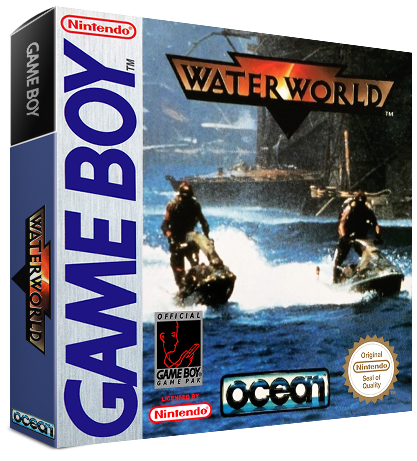 GAME BOY
WATERWORLD
ocean
Nintendo
GAME BOY™
WATERWORLD
™
OFFICIAL
GAME BOY
GAME PAK
LICENSED BY
Nintendo
ocean
Original
Nintendo
Seal of
Quality